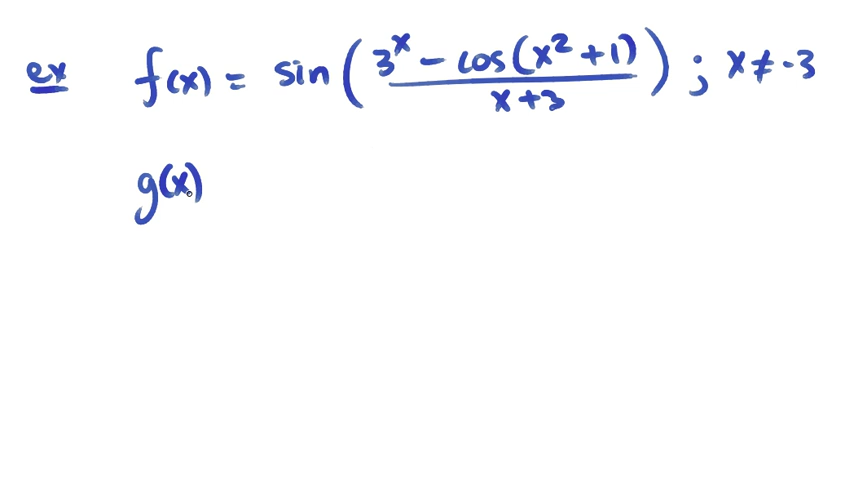 ex f(x) = sin((3^x - cos(x² + 1))/(x + 3)) ; x ≠ -3
g(x)